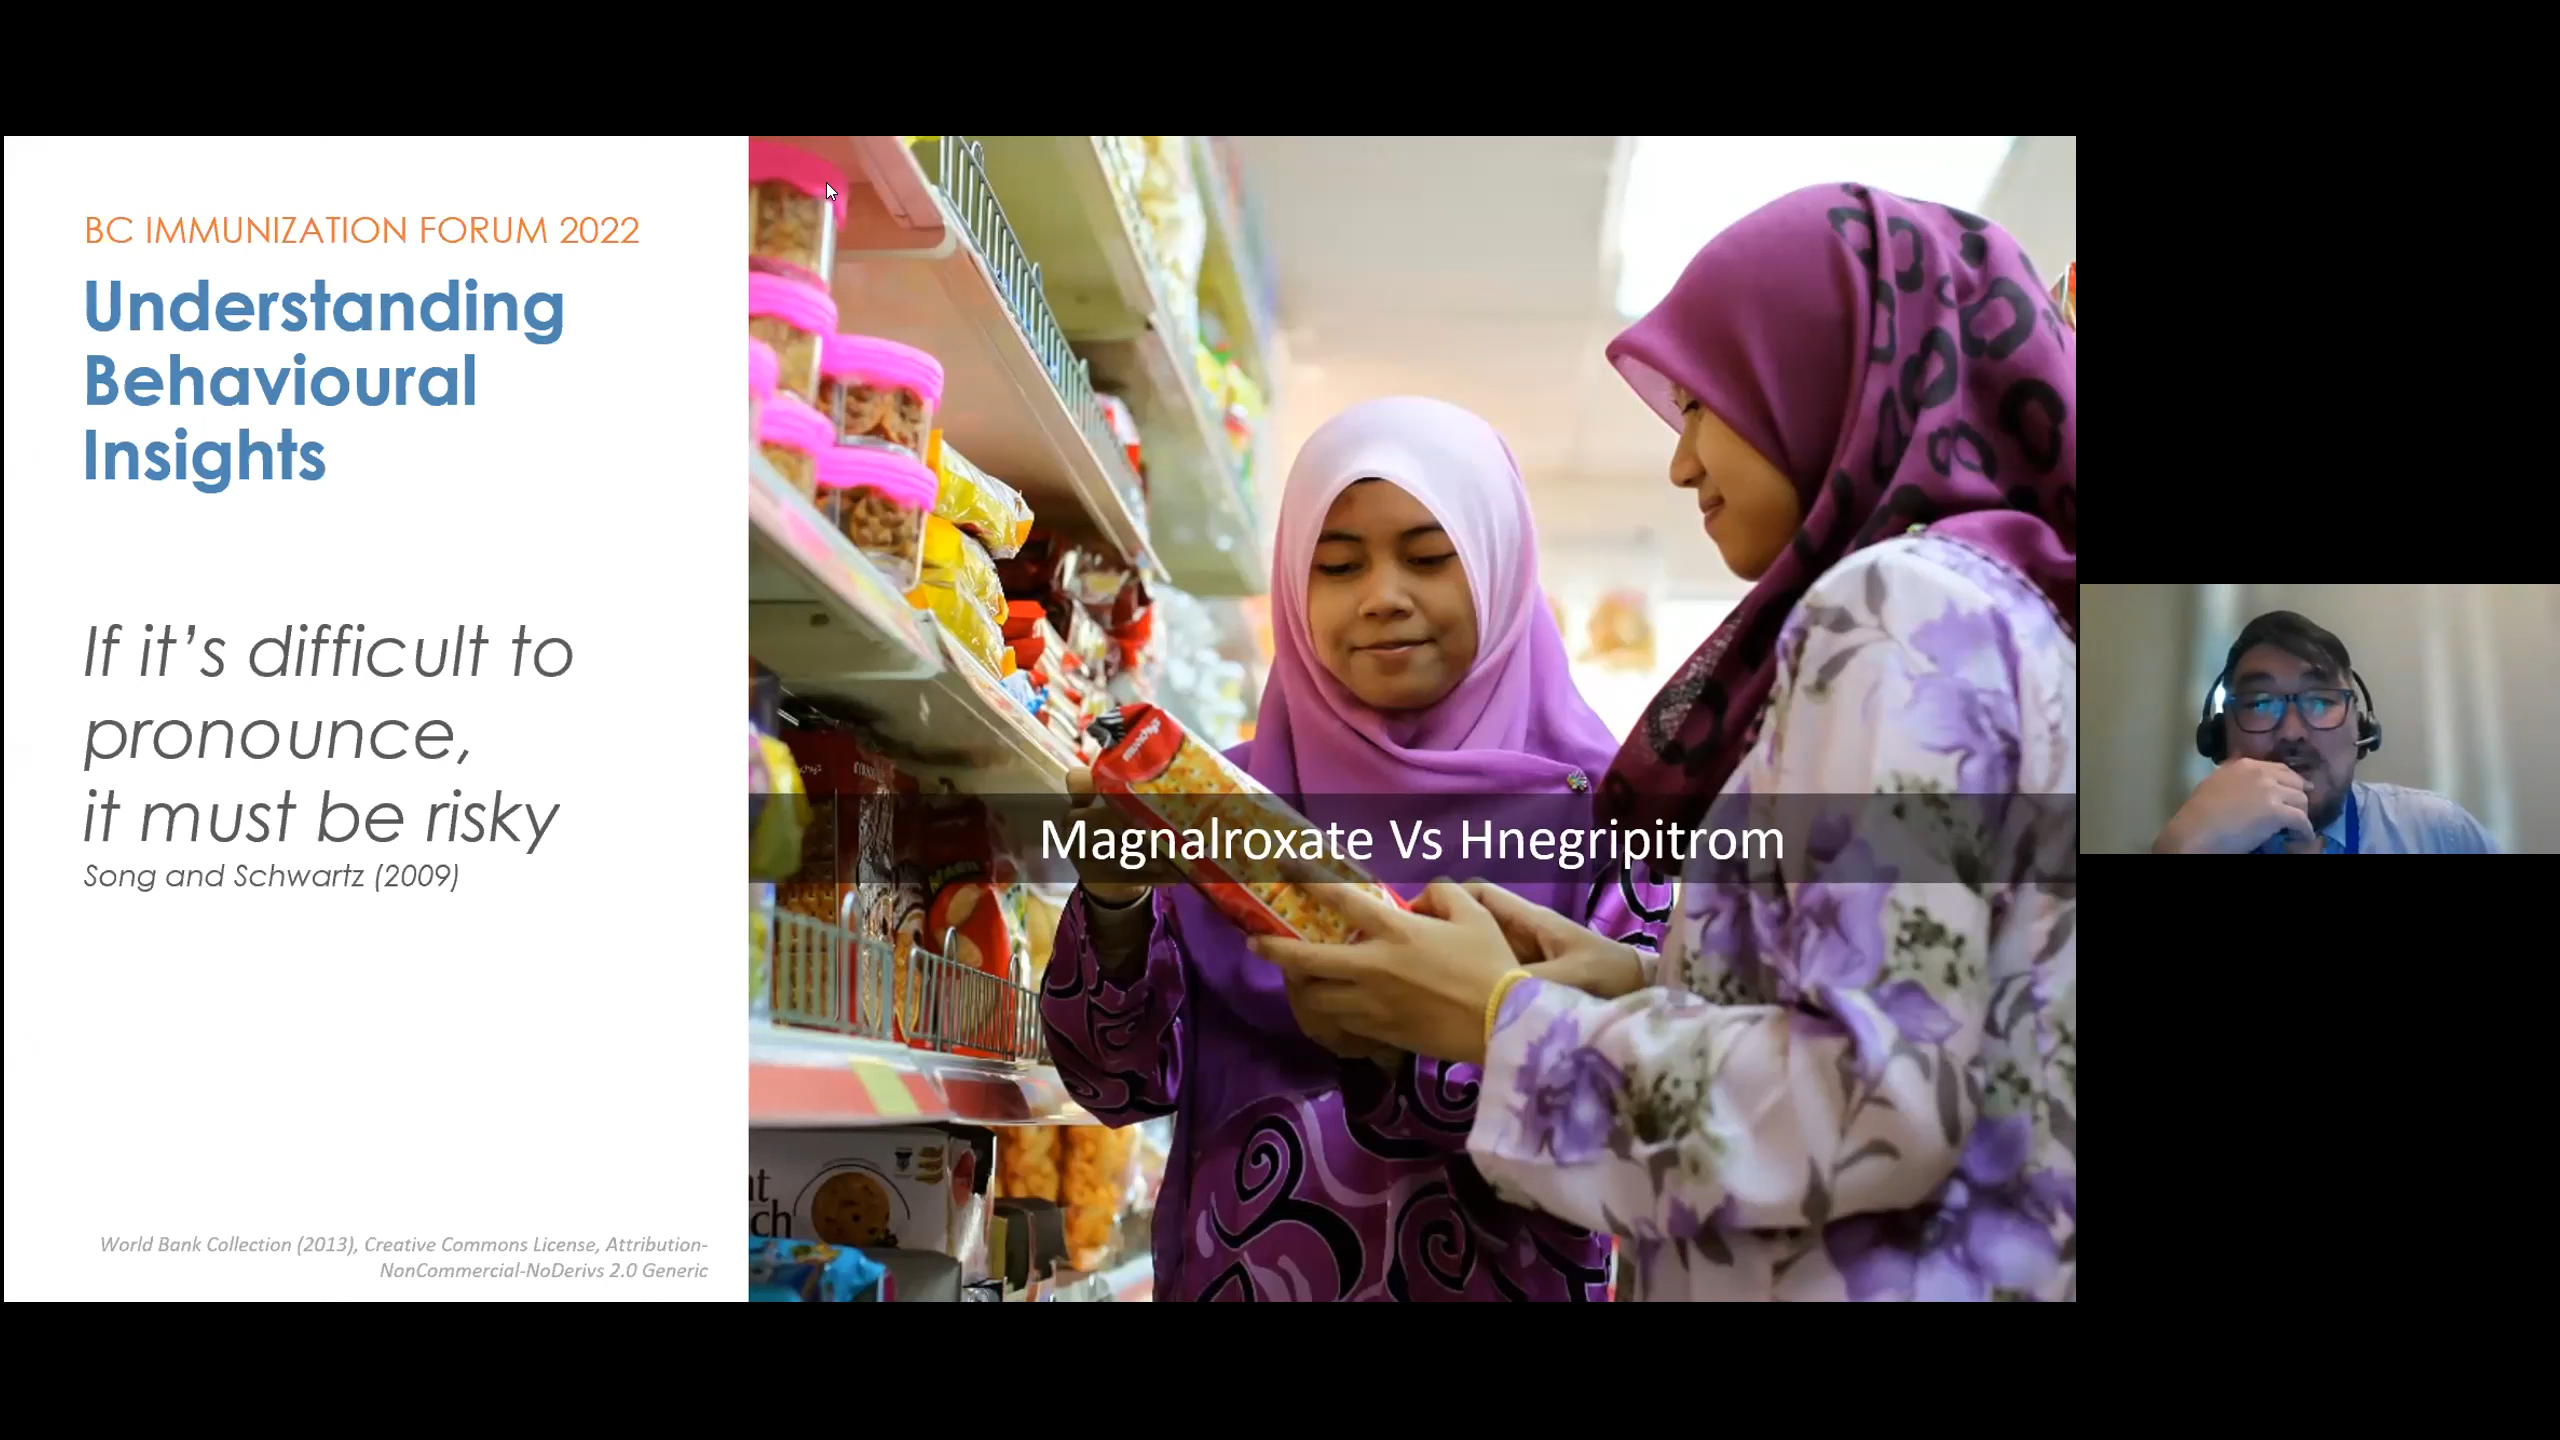 BC IMMUNIZATION FORUM 2022
Understanding
Behavioural
Insights
If it’s difficult to
pronounce,
it must be risky
Song and Schwartz (2009)
World Bank Collection (2013), Creative Commons License, Attribution-
NonCommercial-NoDerivs 2.0 Generic
Magnalroxate Vs Hnegripitrom